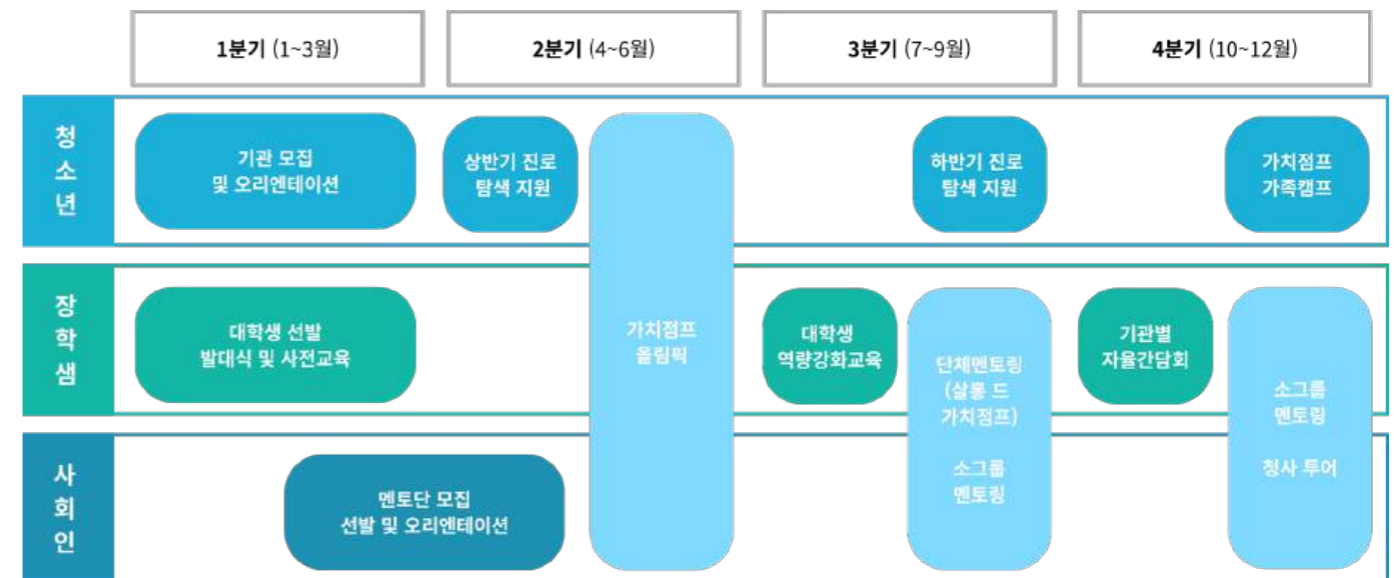 1분기 (1~3월)
2분기 (4~6월)
3분기 (7~9월)
4분기 (10~12월)
청
소
년
기관 모집
및 오리엔테이션
상반기 진로
탐색 지원
하반기 진로
탐색 지원
가치점프
가족캠프
장
학
샘
대학생 선발
발대식 및 사전교육
가치점프
올림픽
대학생
역량강화교육
단체멘토링
(살롱 드
가치점프)
소그룹
멘토링
기관별
자율간담회
소그룹
멘토링
청사 투어
사
회
인
멘토단 모집
선발 및 오리엔테이션